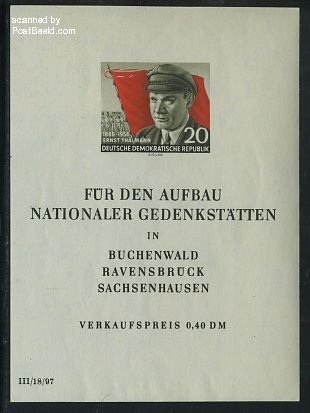 scanned by
PostBeeld.com
1886-1956
ERNST THÄLMANN
20
DEUTSCHE DEMOKRATISCHE REPUBLIK
FÜR DEN AUFBAU
NATIONALER GEDENKSTÄTTEN
IN
BUCHENWALD
RAVENSBRÜCK
SACHSENHAUSEN
VERKAUFSPREIS 0,40 DM
III/18/97